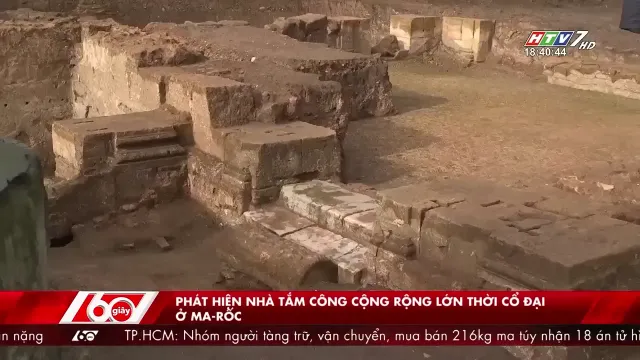 HTV7 HD
18:40:44
60 giây
PHÁT HIỆN NHÀ TẮM CÔNG CỘNG RỘNG LỚN THỜI CỔ ĐẠI
Ở MA-RỐC
ản nặng 60 TP.HCM: Nhóm người tàng trữ, vận chuyển, mua bán 216kg ma túy nhận 18 án tử hì